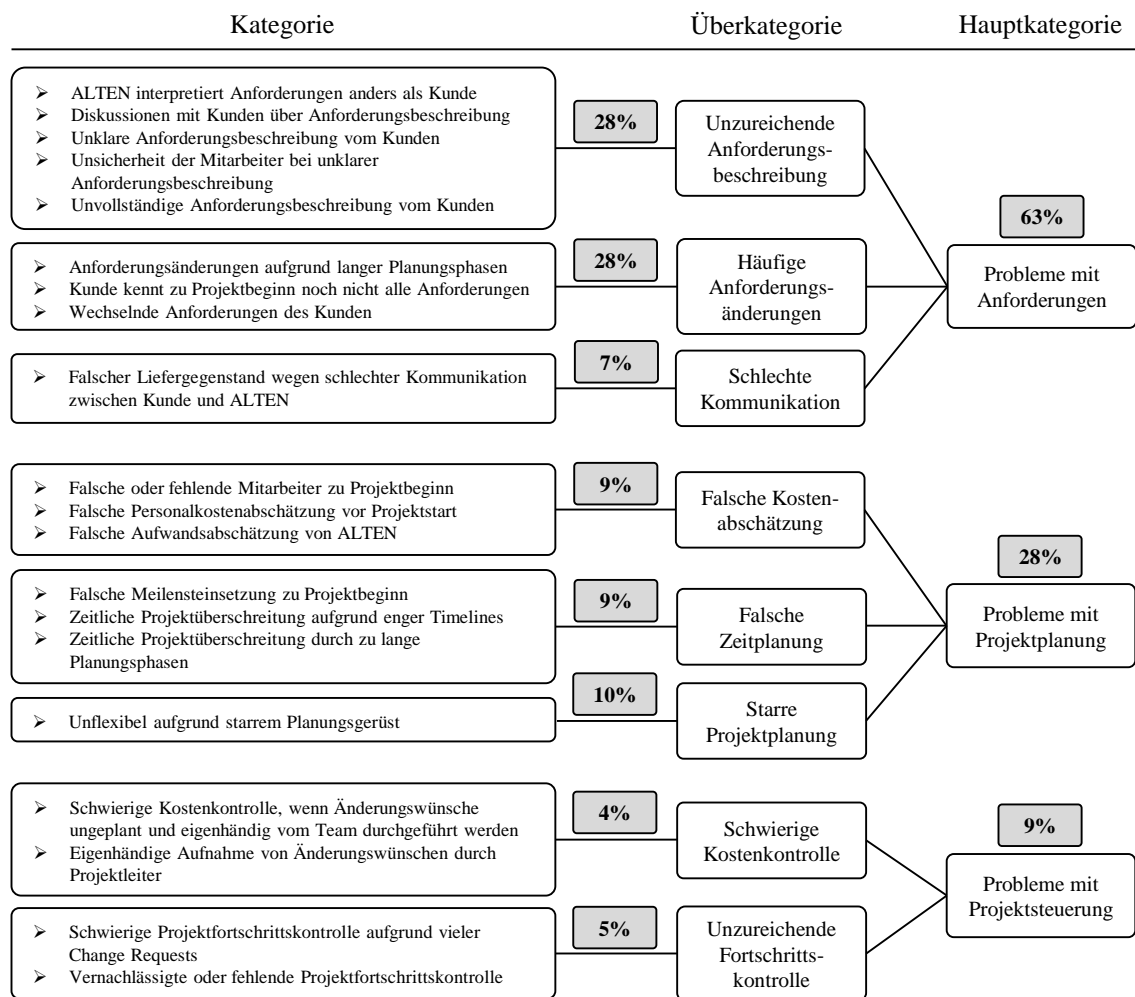 Kategorie
Überkategorie
Hauptkategorie
ALTEN interpretiert Anforderungen anders als Kunde
Diskussionen mit Kunden über Anforderungsbeschreibung
Unklare Anforderungsbeschreibung vom Kunden
Unsicherheit der Mitarbeiter bei unklarer
Anforderungsbeschreibung
Unvollständige Anforderungsbeschreibung vom Kunden
28%
Unzureichende
Anforderungs-
beschreibung
Anforderungsänderungen aufgrund langer Planungsphasen
Kunde kennt zu Projektbeginn noch nicht alle Anforderungen
Wechselnde Anforderungen des Kunden
28%
Häufige
Anforderungs-
änderungen
Falscher Liefergegenstand wegen schlechter Kommunikation
zwischen Kunde und ALTEN
7%
Schlechte
Kommunikation
63%
Probleme mit
Anforderungen
Falsche oder fehlende Mitarbeiter zu Projektbeginn
Falsche Personalkostenabschätzung vor Projektstart
Falsche Aufwandsabschätzung von ALTEN
9%
Falsche Kosten-
abschätzung
Falsche Meilensteinsetzung zu Projektbeginn
Zeitliche Projektüberschreitung aufgrund enger Timelines
Zeitliche Projektüberschreitung durch zu lange
Planungsphasen
9%
Falsche
Zeitplanung
Unflexibel aufgrund starrem Planungsgerüst
10%
Starre
Projektplanung
28%
Probleme mit
Projektplanung
Schwierige Kostenkontrolle, wenn Änderungswünsche
ungeplant und eigenhändig vom Team durchgeführt werden
Eigenhändige Aufnahme von Änderungswünschen durch
Projektleiter
4%
Schwierige
Kostenkontrolle
Schwierige Projektfortschrittskontrolle aufgrund vieler
Change Requests
Vernachlässigte oder fehlende Projektfortschrittskontrolle
5%
Unzureichende
Fortschritts-
kontrolle
9%
Probleme mit
Projektsteuerung